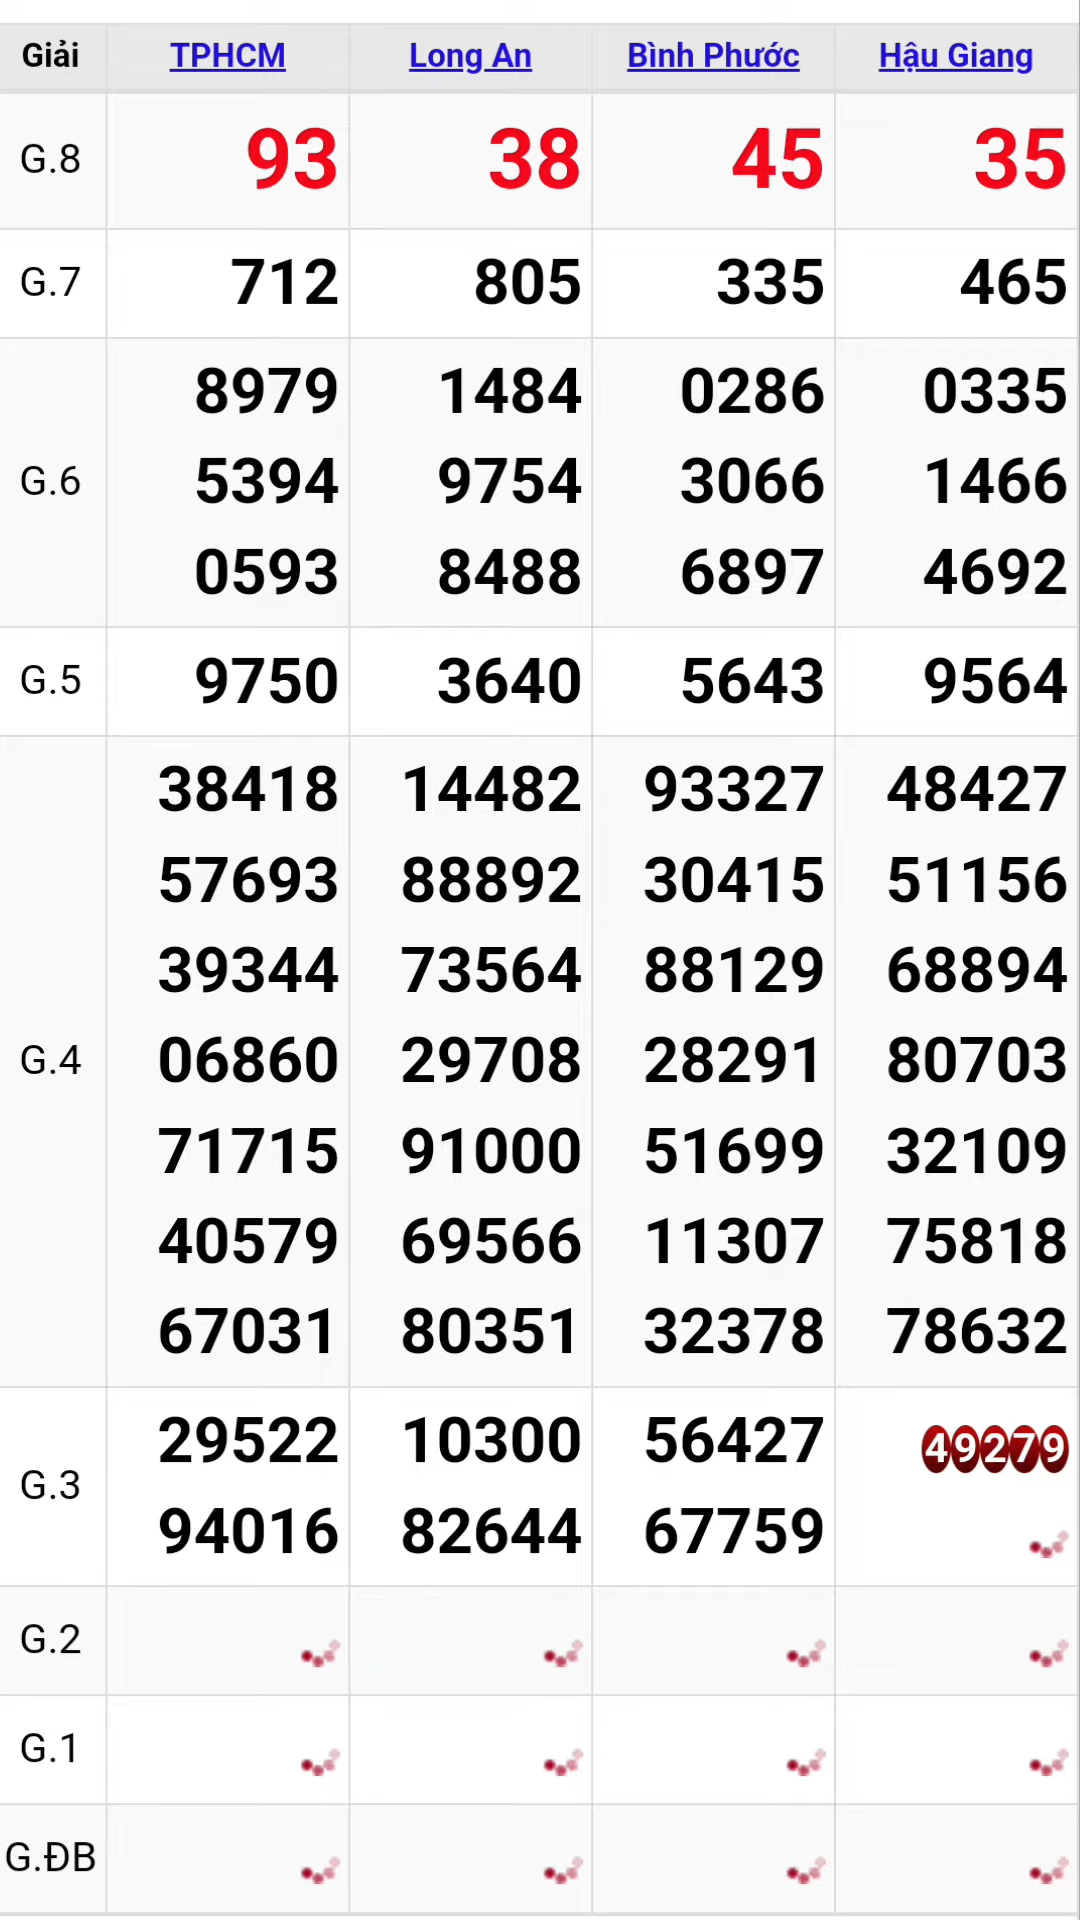 Giải TPHCM Long An Bình Phước Hậu Giang
G.8 93 38 45 35
G.7 712 805 335 465
8979 1484 0286 0335
G.6 5394 9754 3066 1466
0593 8488 6897 4692
G.5 9750 3640 5643 9564
38418 14482 93327 48427
57693 88892 30415 51156
39344 73564 88129 68894
G.4 06860 29708 28291 80703
71715 91000 51699 32109
40579 69566 11307 75818
67031 80351 32378 78632
G.3 29522 10300 56427 49279
94016 82644 67759
G.2
G.1
G.ĐB